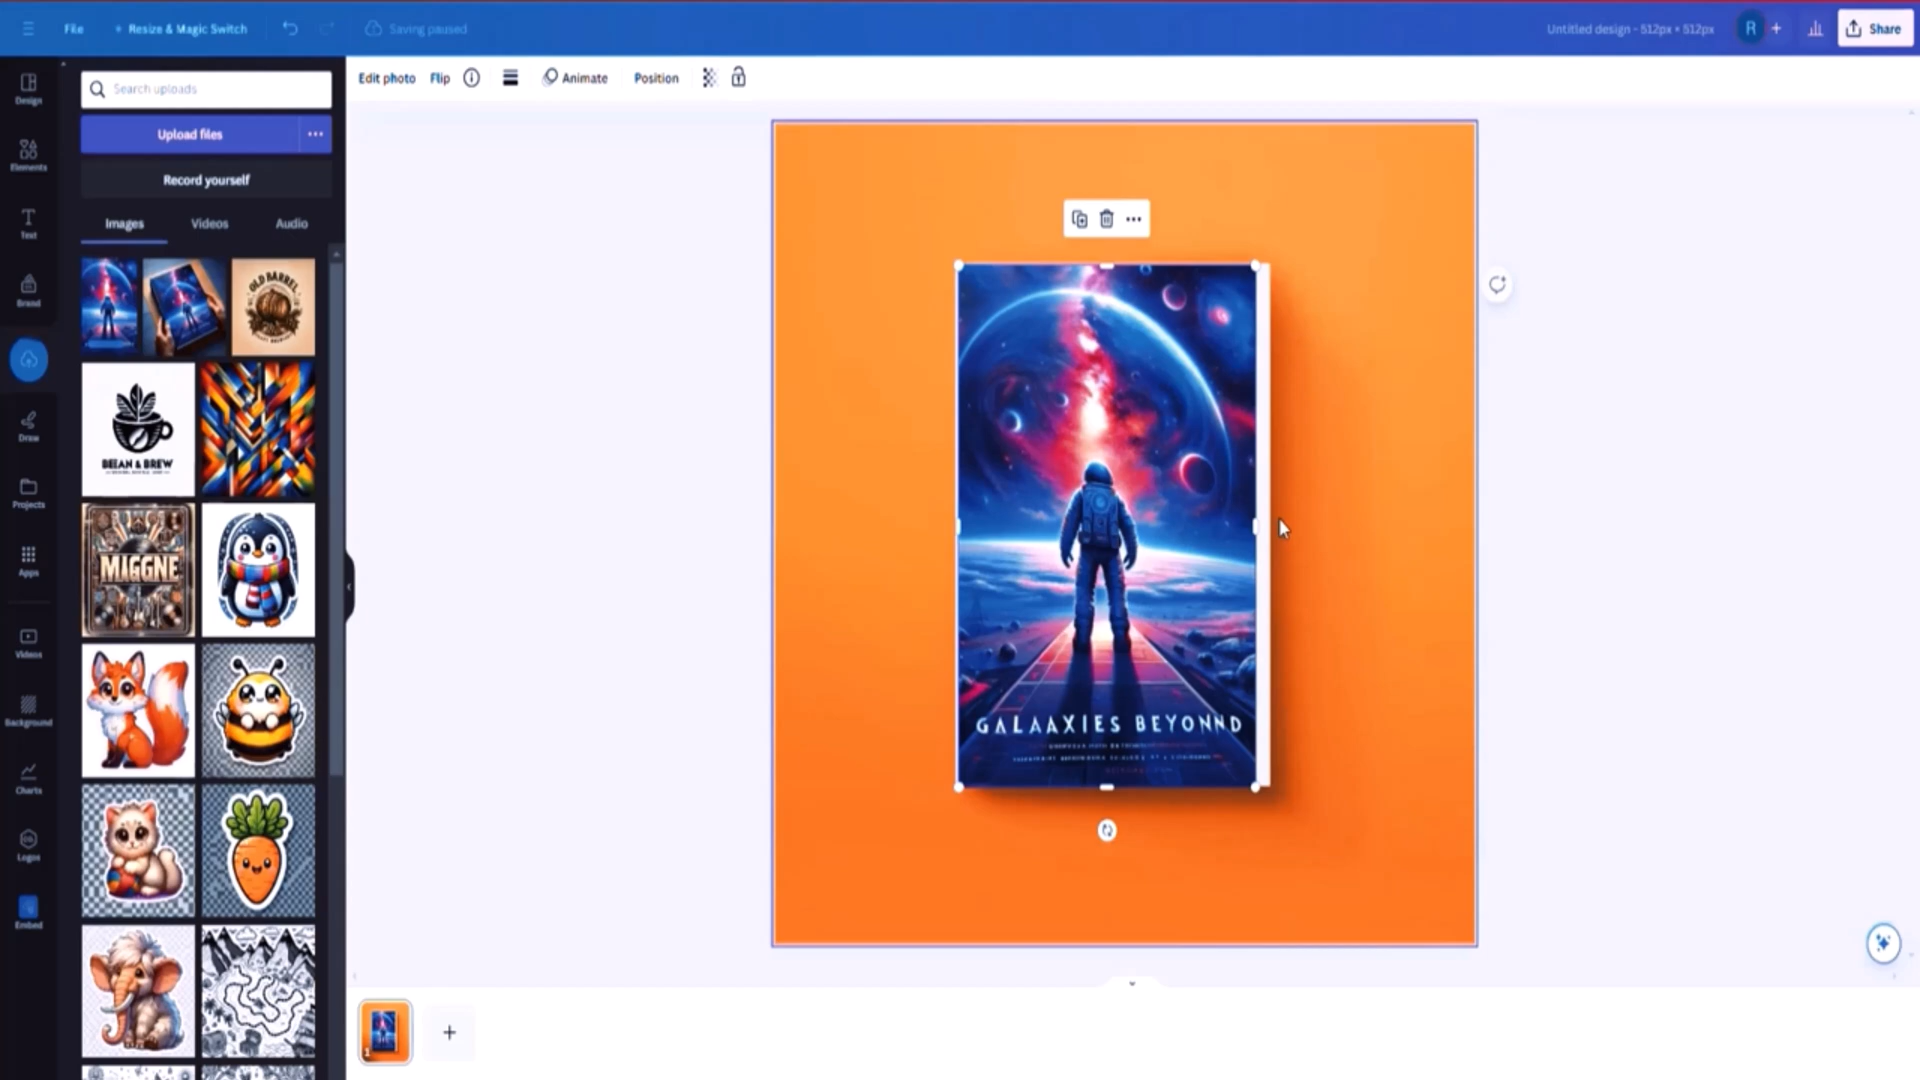 File
Resize & Magic Switch
Saving paused
Untitled design - 512px × 512px
R
Share
Design
Elements
Text
Brand
Draw
Projects
Apps
Videos
Background
Charts
Logos
Embed
Search uploads
Upload files
Record yourself
Images
Videos
Audio
OLD BARREL
BEIAN & BREW
MIGGNE
Edit photo
Flip
Animate
Position
GALAAXIES BEYONND
1